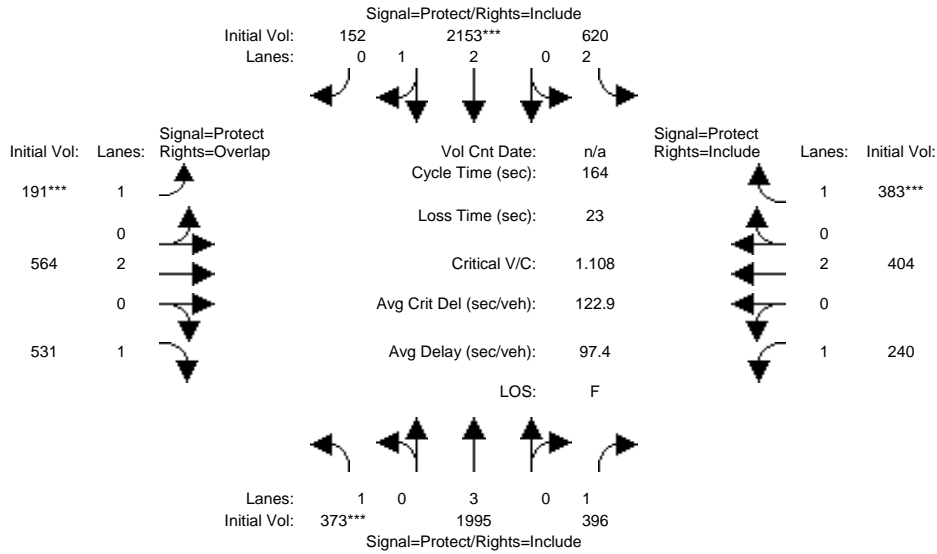 Signal=Protect/Rights=Include
Initial Vol: 152 2153*** 620
Lanes: 0 1 2 0 2
Signal=Protect Signal=Protect
Initial Vol: Lanes: Rights=Overlap Vol Cnt Date: n/a Rights=Include Lanes: Initial Vol:
Cycle Time (sec): 164
191*** 1 1 383***
Loss Time (sec): 23
0 0
564 2 Critical V/C: 1.108 2 404
0 Avg Crit Del (sec/veh): 122.9 0
531 1 Avg Delay (sec/veh): 97.4 1 240
LOS: F
Lanes: 1 0 3 0 1
Initial Vol: 373*** 1995 396
Signal=Protect/Rights=Include